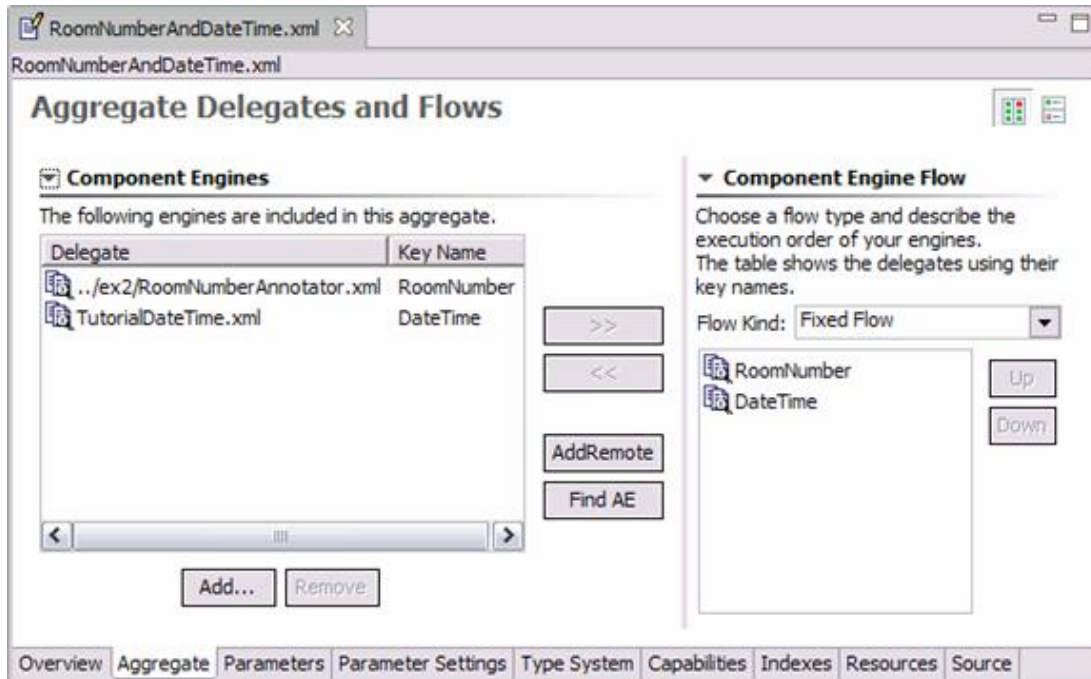 RoomNumberAndDateTime.xml
RoomNumberAndDateTime.xml
Aggregate Delegates and Flows
Component Engines
The following engines are included in this aggregate.
Delegate Key Name
../ex2/RoomNumberAnnotator.xml RoomNumber
TutorialDateTime.xml DateTime
>>
<<
AddRemote
Find AE
Add... Remove
Component Engine Flow
Choose a flow type and describe the
execution order of your engines.
The table shows the delegates using their
key names.
Flow Kind: Fixed Flow
RoomNumber
DateTime
Up
Down
Overview Aggregate Parameters Parameter Settings Type System Capabilities Indexes Resources Source